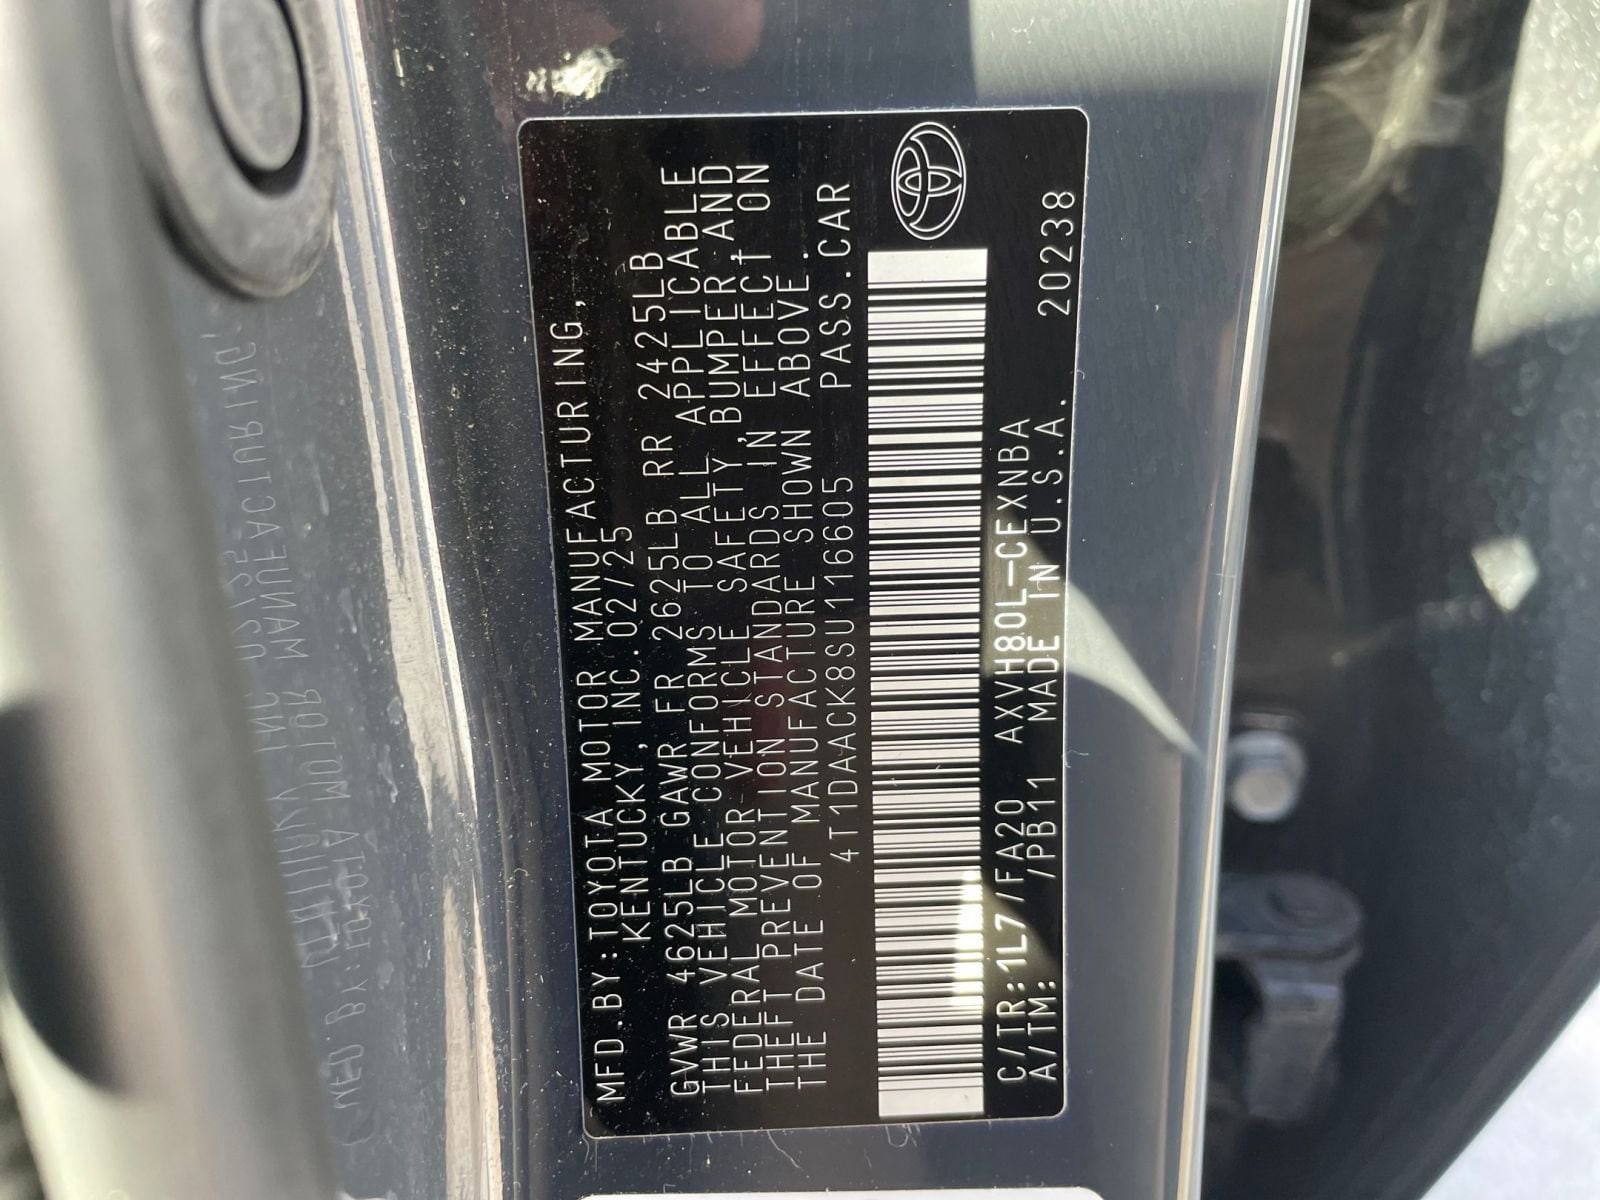 MFD.BY:TOYOTA MOTOR MANUFACTURING,
KENTUCKY, INC.02/25
GVWR 4625LB GAWR FR 2625LB RR 2425LB
THIS VEHICLE CONFORMS TO ALL APPLICABLE
FEDERAL MOTOR VEHICLE SAFETY, BUMPER, AND
THEFT PREVENTION STANDARDS IN EFFECT ON
THE DATE OF MANUFACTURE SHOWN ABOVE.
4T1DAACK8SU116605 PASS.CAR
C/TR:1L7/FA20 AXVH80L-CEXNBA
A/TM: /PB11 MADE IN U.S.A. 20238